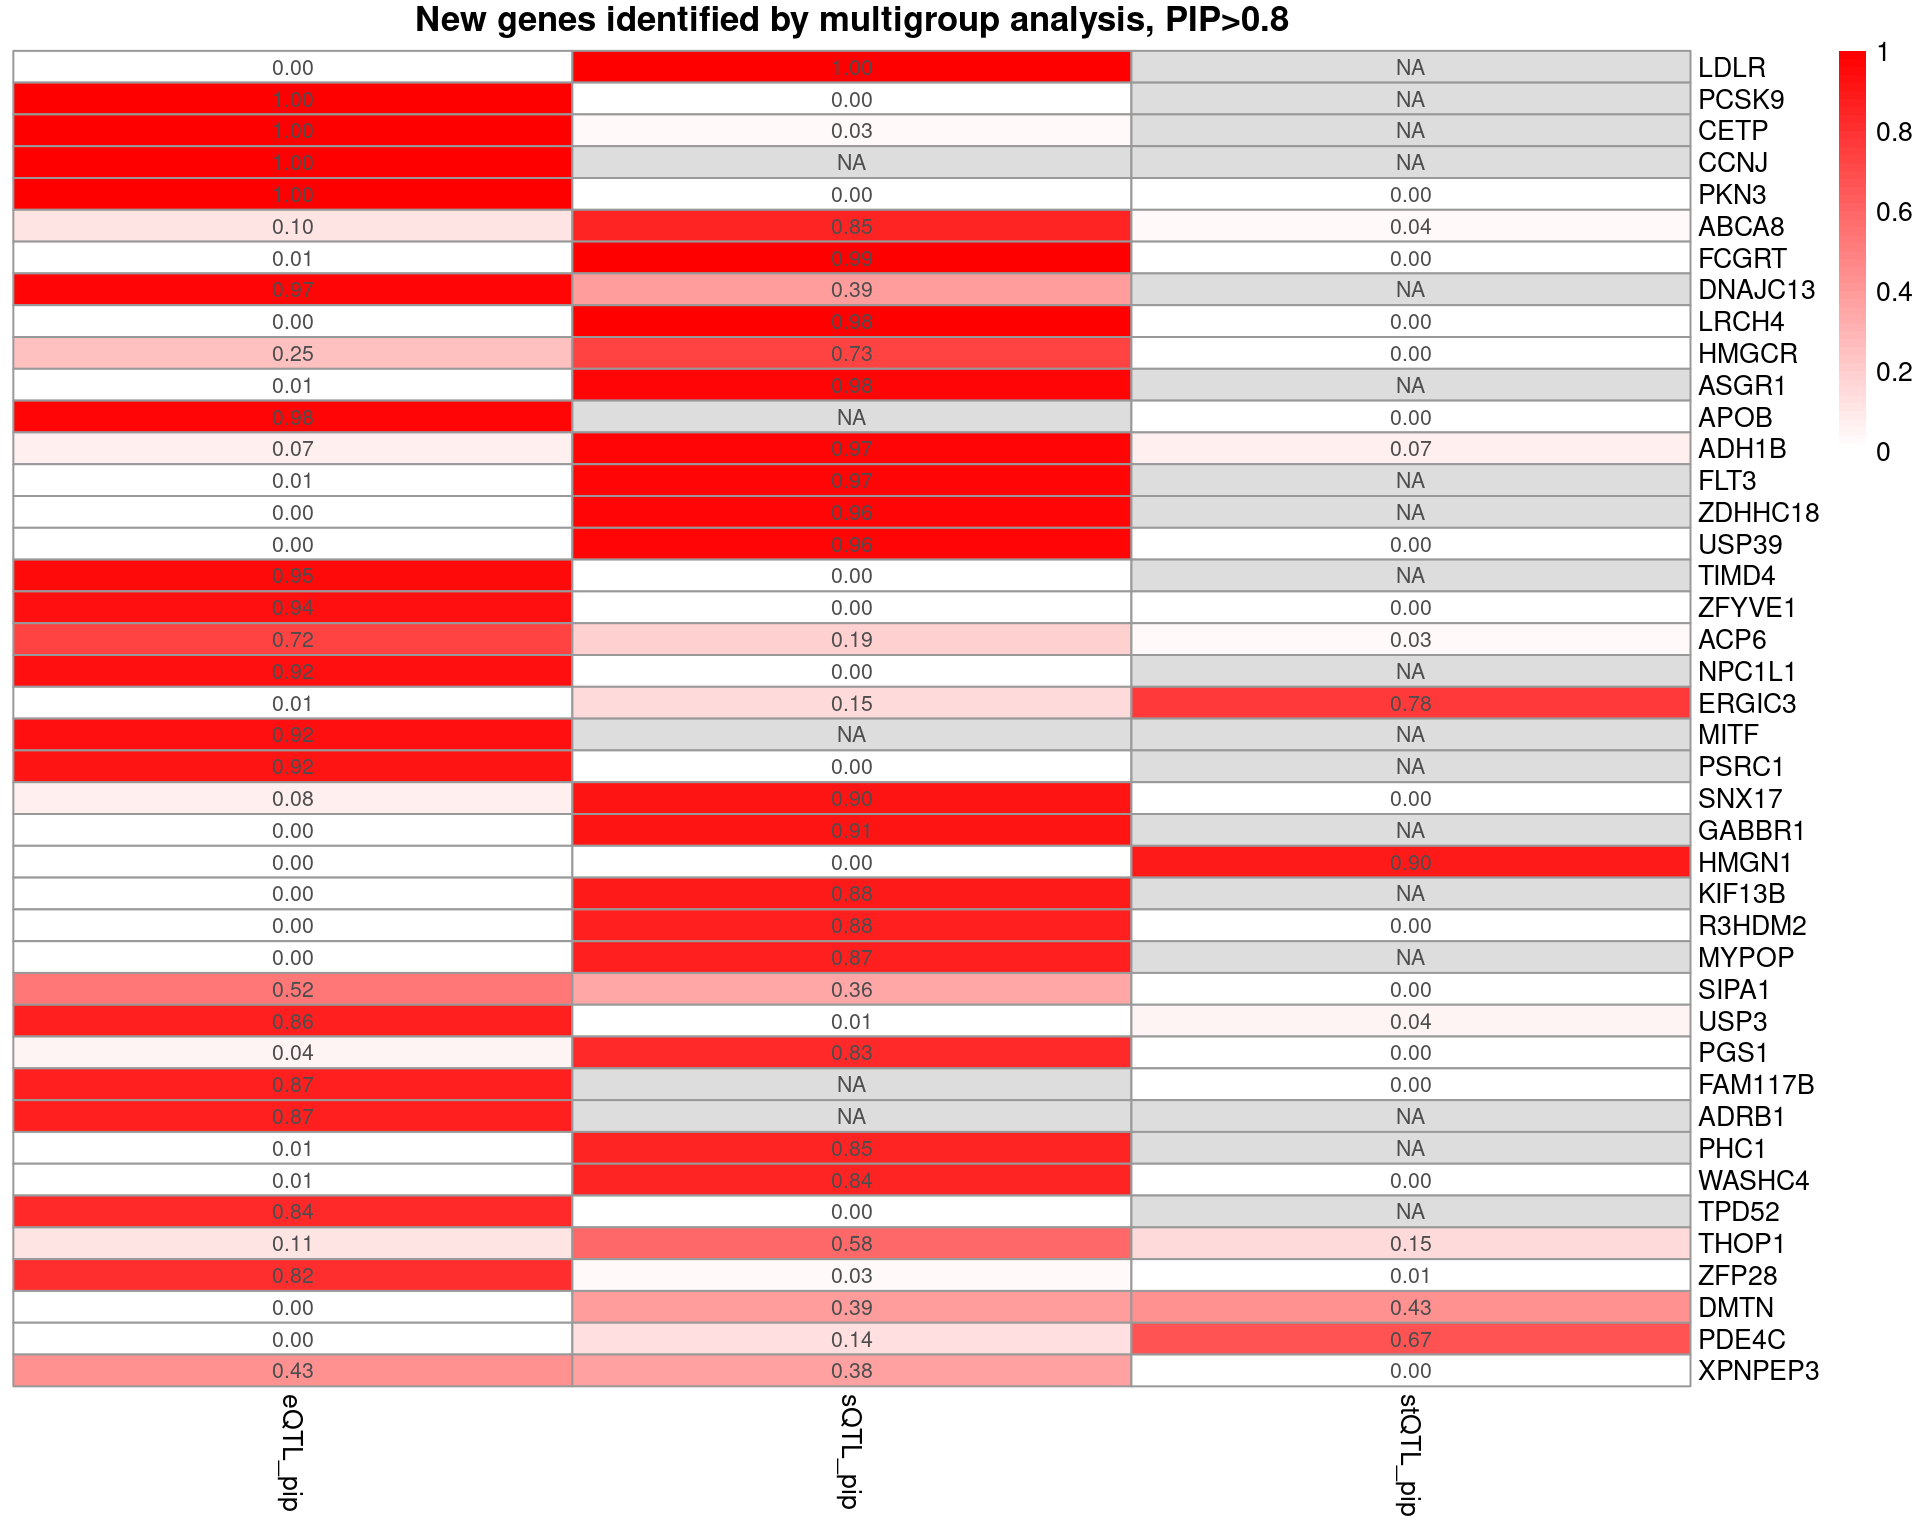 New genes identified by multigroup analysis, PIP>0.8
0.00 1.00 NA LDLR
1.00 0.00 NA PCSK9
1.00 0.03 NA CETP
1.00 NA NA CCNJ
1.00 0.00 0.00 PKN3
0.10 0.85 0.04 ABCA8
0.01 0.99 0.00 FCGRT
0.97 0.39 NA DNAJC13
0.00 0.98 0.00 LRCH4
0.25 0.73 0.00 HMGCR
0.01 0.98 NA ASGR1
0.98 NA 0.00 APOB
0.07 0.97 0.07 ADH1B
0.01 0.97 NA FLT3
0.00 0.96 NA ZDHHC18
0.00 0.96 0.00 USP39
0.95 0.00 NA TIMD4
0.94 0.00 0.00 ZFYVE1
0.72 0.19 0.03 ACP6
0.92 0.00 NA NPC1L1
0.01 0.15 0.78 ERGIC3
0.92 NA NA MITF
0.92 0.00 NA PSRC1
0.08 0.90 0.00 SNX17
0.00 0.91 NA GABBR1
0.00 0.00 0.90 HMGN1
0.00 0.88 NA KIF13B
0.00 0.88 0.00 R3HDM2
0.00 0.87 NA MYPOP
0.52 0.36 0.00 SIPA1
0.86 0.01 0.04 USP3
0.04 0.83 0.00 PGS1
0.87 NA 0.00 FAM117B
0.87 NA NA ADRB1
0.01 0.85 NA PHC1
0.01 0.84 0.00 WASHC4
0.84 0.00 NA TPD52
0.11 0.58 0.15 THOP1
0.82 0.03 0.01 ZFP28
0.00 0.39 0.43 DMTN
0.00 0.14 0.67 PDE4C
0.43 0.38 0.00 XPNPEP3
eQTL_pip sQTL_pip stQTL_pip
1
0.8
0.6
0.4
0.2
0